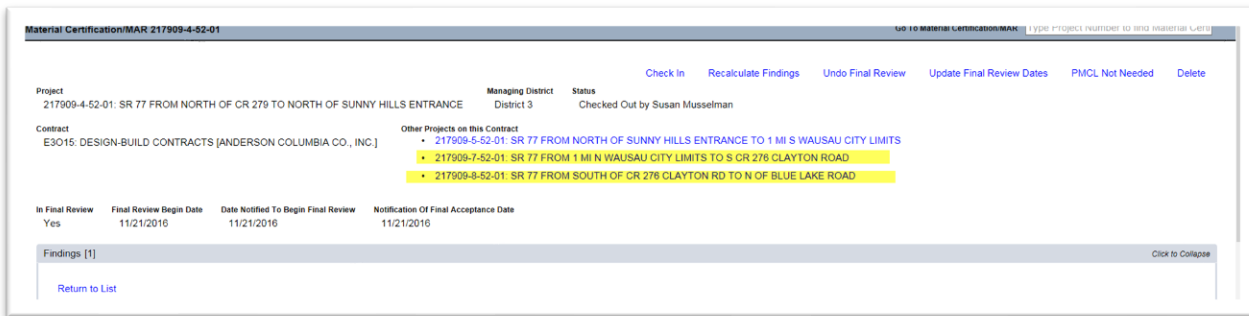 Material Certification/MAR 217909-4-52-01
Go To Material Certification/MAR Type Project Number to find Material Certi
Check In Recalculate Findings Undo Final Review Update Final Review Dates PMCL Not Needed Delete
Project Managing District Status
217909-4-52-01: SR 77 FROM NORTH OF CR 279 TO NORTH OF SUNNY HILLS ENTRANCE District 3 Checked Out by Susan Musselman
Contract Other Projects on this Contract
E3O15: DESIGN-BUILD CONTRACTS [ANDERSON COLUMBIA CO., INC.] • 217909-5-52-01: SR 77 FROM NORTH OF SUNNY HILLS ENTRANCE TO 1 MI S WAUSAU CITY LIMITS
• 217909-7-52-01: SR 77 FROM 1 MI N WAUSAU CITY LIMITS TO S CR 276 CLAYTON ROAD
• 217909-8-52-01: SR 77 FROM SOUTH OF CR 276 CLAYTON RD TO N OF BLUE LAKE ROAD
In Final Review Final Review Begin Date Date Notified To Begin Final Review Notification Of Final Acceptance Date
Yes 11/21/2016 11/21/2016 11/21/2016
Findings [1] Click to Collapse
Return to List